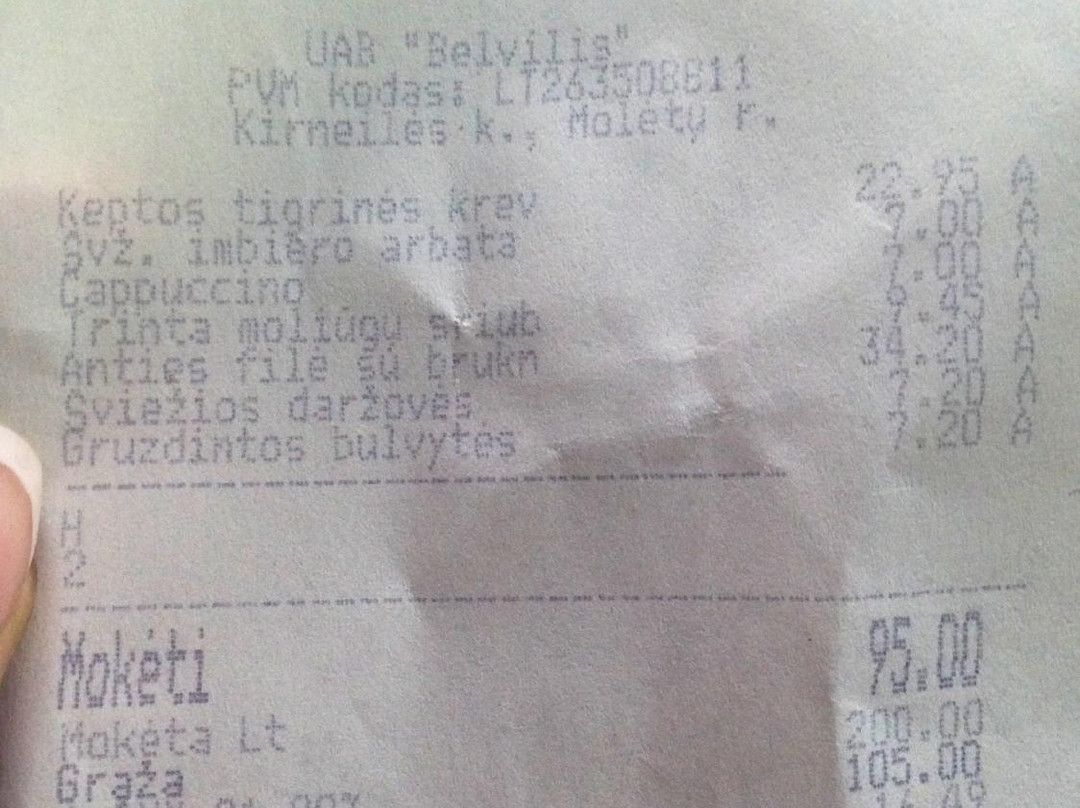 UAB "Belvilis"
PVM kodas: LT263508811
Kirneilės k., Molėtų r.
Keptos tigrinės krev 22.95 A
Švž. imbiero arbata 7.00 A
Cappuccino 7.00 A
Trinta moliūgų sriub 9.45 A
Anties filė su brukn 34.20 A
Šviežios daržovės 7.20 A
Gruzdintos bulvytės 7.20 A
H
2
Mokėti 95.00
Mokėta Lt 200.00
Grąža 105.00